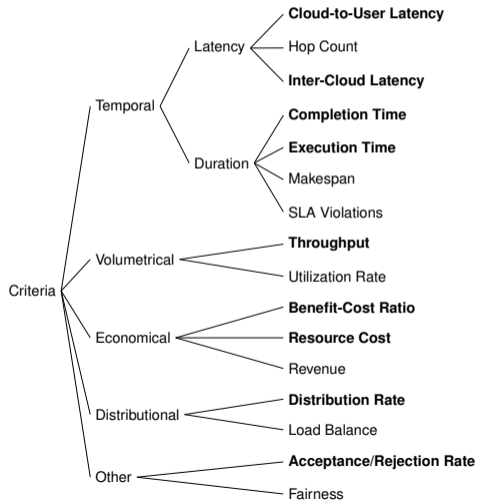 Cloud-to-User Latency
Latency
Hop Count
Inter-Cloud Latency
Temporal
Completion Time
Execution Time
Duration
Makespan
SLA Violations
Throughput
Volumetrical
Utilization Rate
Criteria
Benefit-Cost Ratio
Economical
Resource Cost
Revenue
Distribution Rate
Distributional
Load Balance
Acceptance/Rejection Rate
Other
Fairness